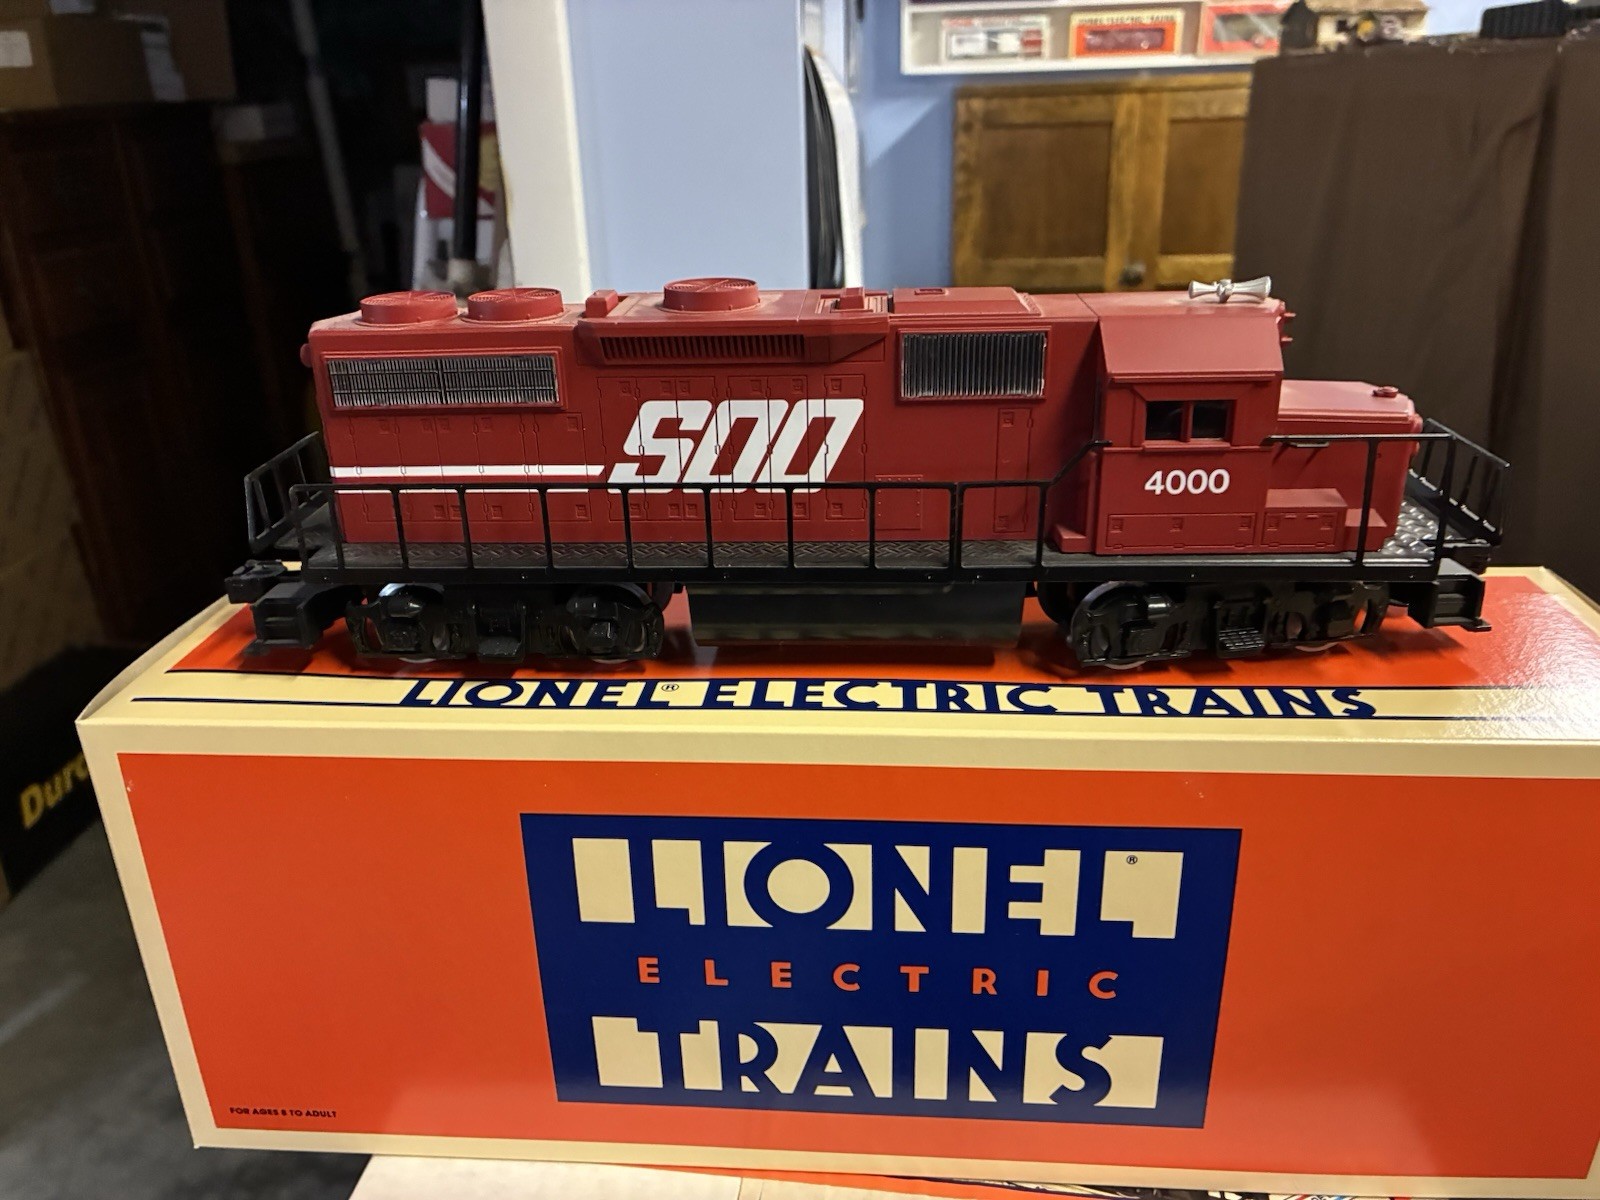 SOO
4000
LIONEL® ELECTRIC TRAINS
LIONEL®
ELECTRIC
TRAINS
FOR AGES 8 TO ADULT